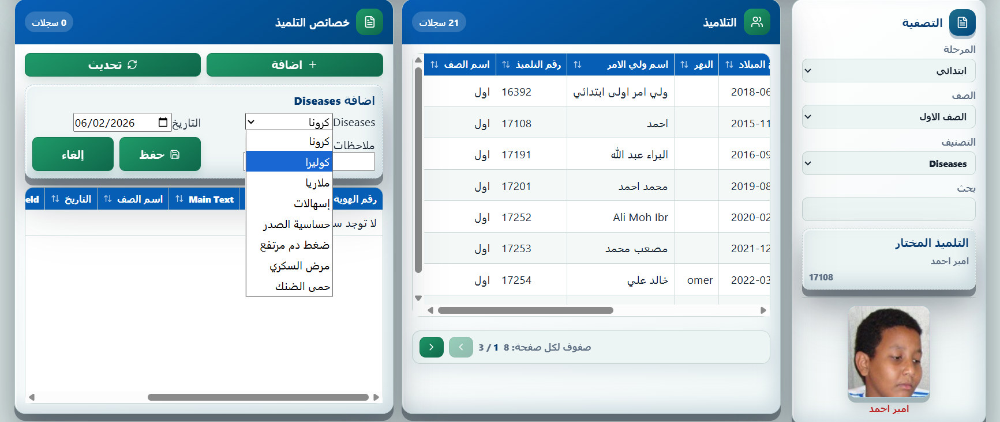 التصفية
المرحلة
ابتدائي
الصف
الصف الاول
التصنيف
Diseases
بحث
التلميذ المختار
امير احمد
17108
امير احمد
التلاميذ
21 سجلات
الميلاد النهر اسم ولي الامر رقم التلميذ اسم الصف
2018-06 ولي امر اولى ابتدائي 16392 اول
2015-11 احمد 17108 اول
2016-09 البراء عبد الله 17191 اول
2019-08 محمد احمد 17201 اول
2020-02 Ali Moh Ibr 17252 اول
2021-12 مصعب محمد 17253 اول
2022-03 omer خالد علي 17254 اول
صفوف لكل صفحة: 8 1 / 3
خصائص التلميذ
0 سجلات
+ اضافة
تحديث
اضافة Diseases
Diseases كرونا
التاريخ 06/02/2026
ملاحظات
حفظ
إلغاء
كرونا
كوليرا
ملاريا
إسهالات
حساسية الصدر
ضغط دم مرتفع
مرض السكري
حمى الضنك
رقم الهوية Main Text اسم الصف التاريخ eld
لا توجد